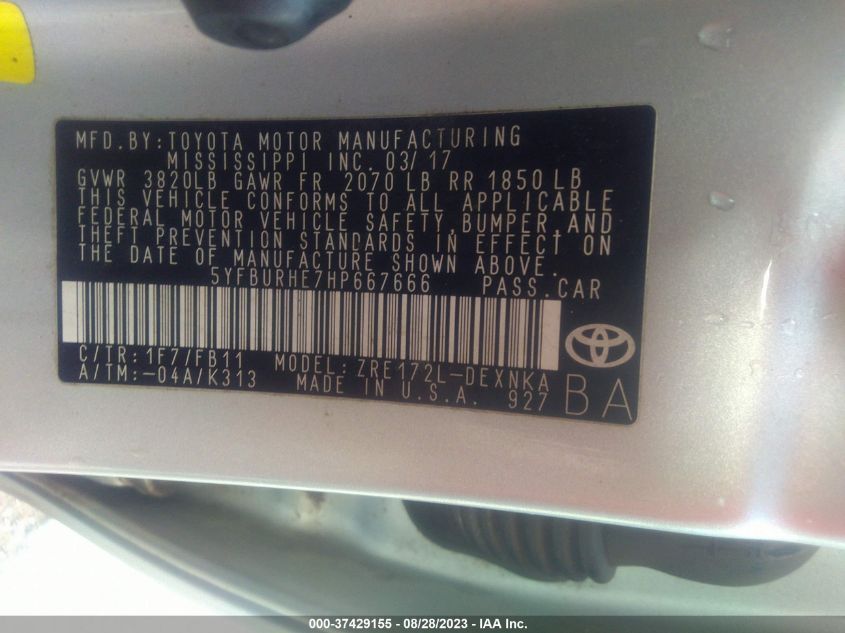 MFD.BY:TOYOTA MOTOR MANUFACTURING
MISSISSIPPI INC. 03/17
GVWR 3820LB GAWR FR 2070 LB RR 1850 LB
THIS VEHICLE CONFORMS TO ALL APPLICABLE
FEDERAL MOTOR VEHICLE SAFETY,BUMPER,AND
THEFT PREVENTION STANDARDS IN EFFECT ON
THE DATE OF MANUFACTURE SHOWN ABOVE.
5YFBURHE7HP667666 PASS.CAR
C/TR:1F7/FB11 MODEL:ZRE172L-DEXNKA
A/TM:-04A/K313 MADE IN U.S.A. 927
BA
000-37429155 - 08/28/2023 - IAA Inc.